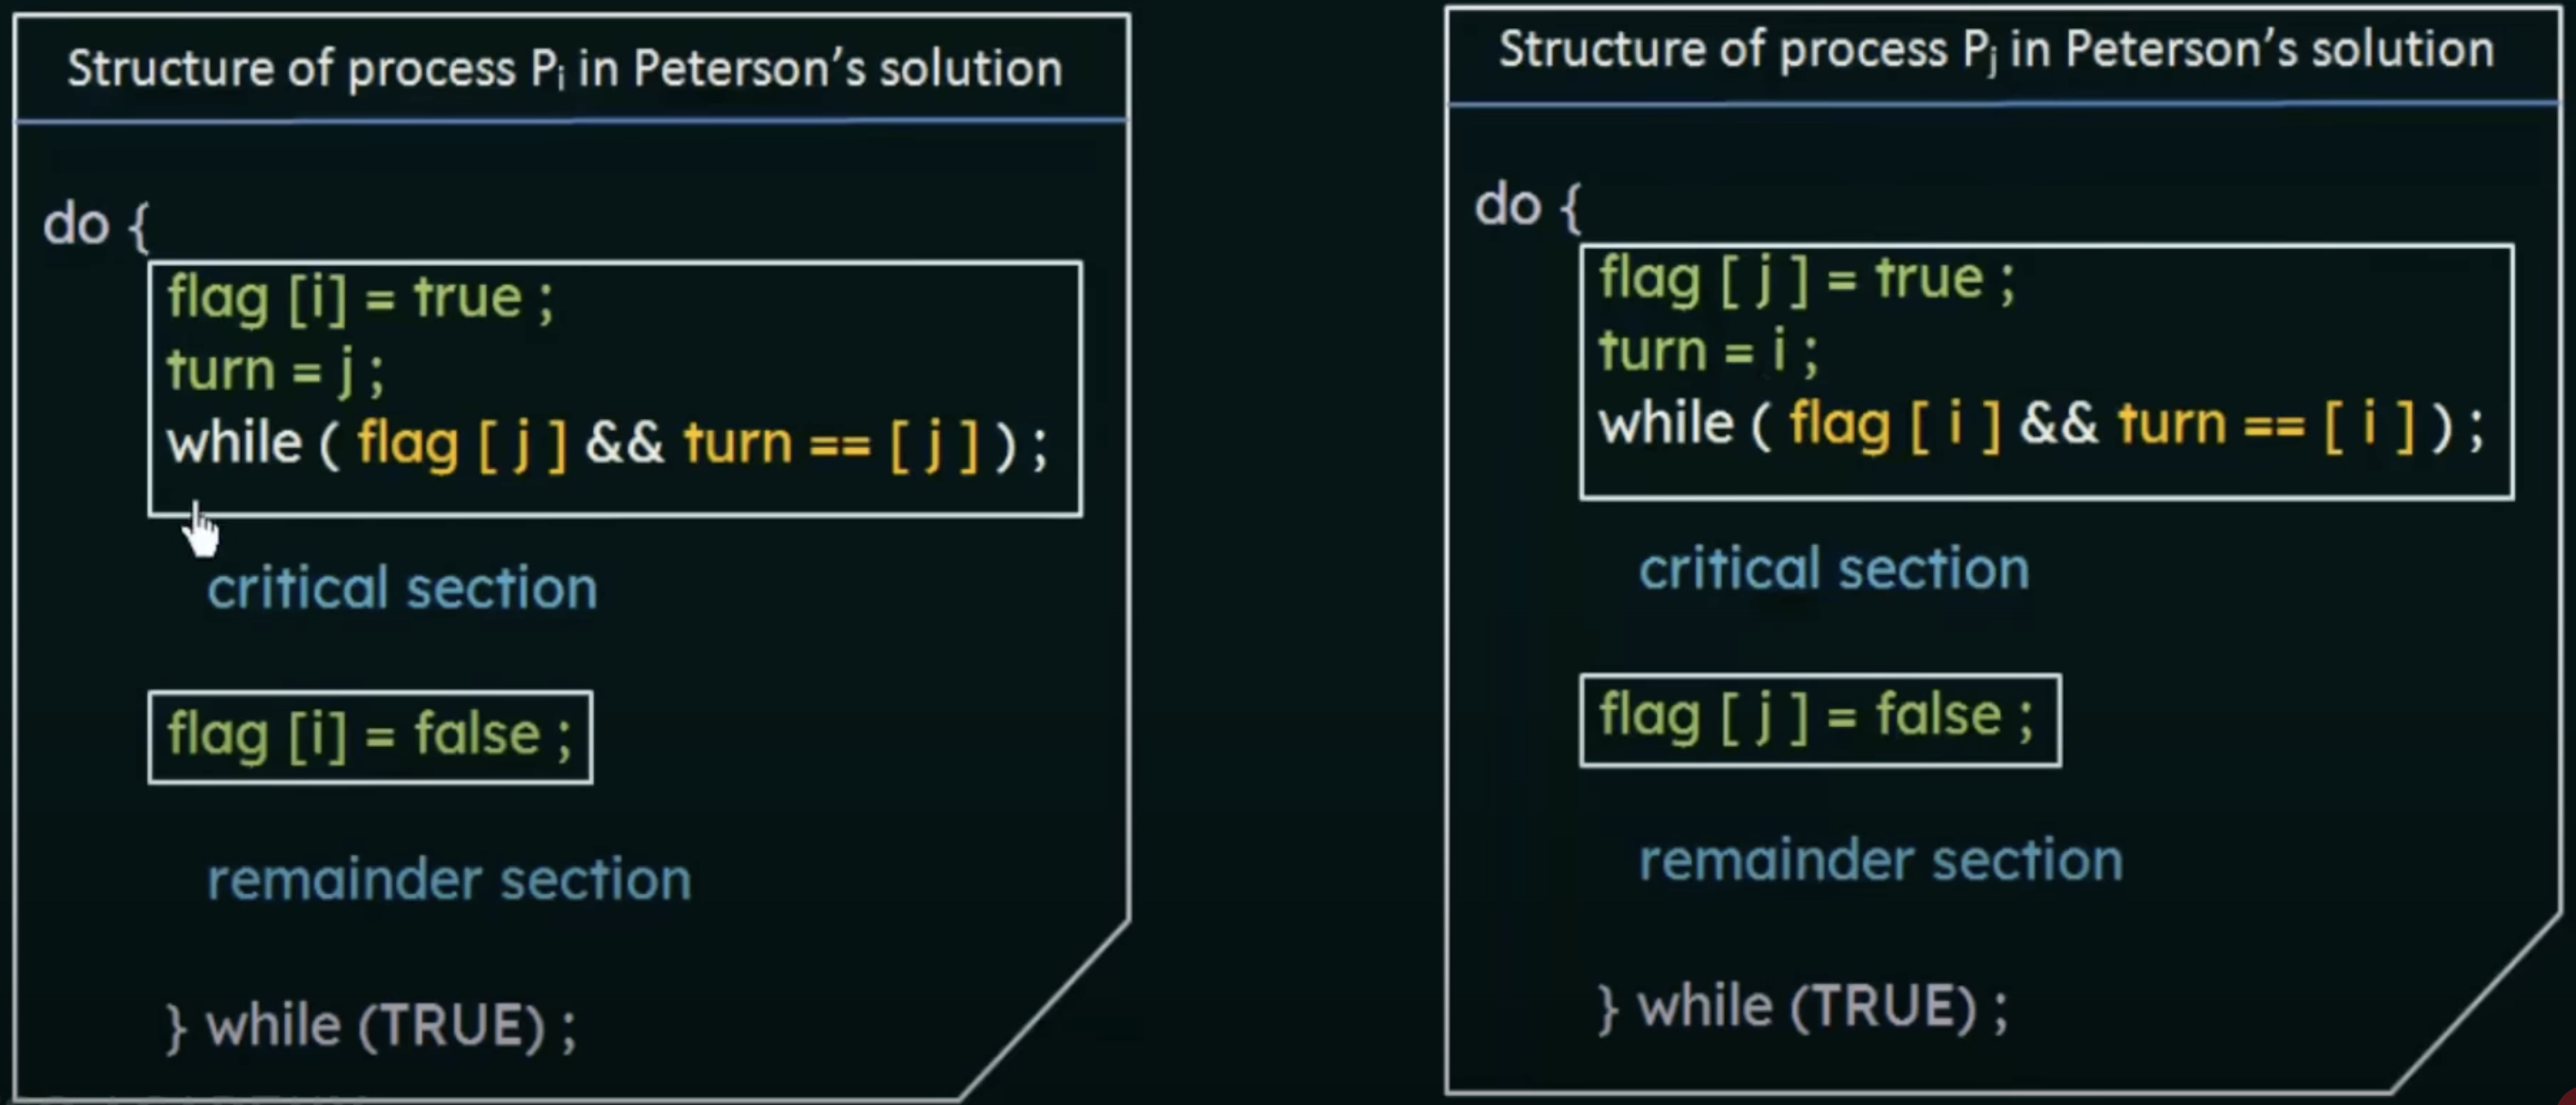 Structure of process Pi in Peterson's solution
do {
flag [i] = true ;
turn = j ;
while ( flag [ j ] && turn == [ j ] ) ;
critical section
flag [i] = false ;
remainder section
} while (TRUE) ;
Structure of process Pj in Peterson's solution
do {
flag [ j ] = true ;
turn = i ;
while ( flag [ i ] && turn == [ i ] ) ;
critical section
flag [ j ] = false ;
remainder section
} while (TRUE) ;